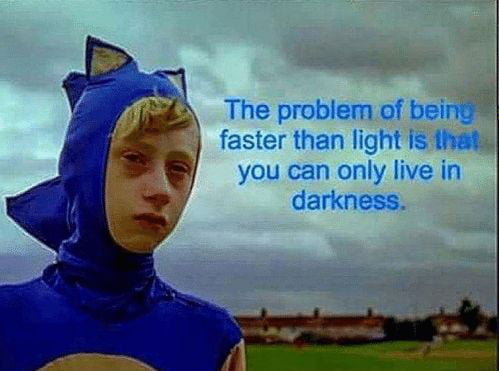 The problem of being
faster than light is that
you can only live in
darkness.